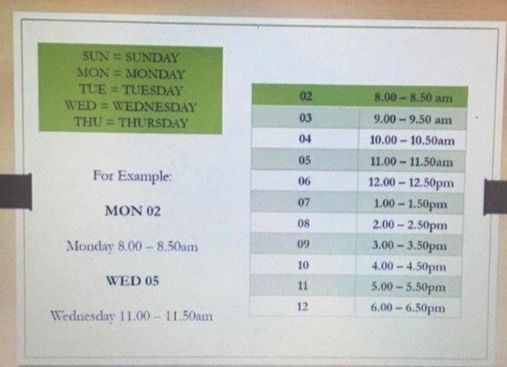 SUN = SUNDAY
MON = MONDAY
TUE = TUESDAY
WED = WEDNESDAY
THU = THURSDAY
For Example:
MON 02
Monday 8.00 – 8.50am
WED 05
Wednesday 11.00 – 11.50am
02 8.00 – 8.50 am
03 9.00 – 9.50 am
04 10.00 – 10.50am
05 11.00 – 11.50am
06 12.00 – 12.50pm
07 1.00 – 1.50pm
08 2.00 – 2.50pm
09 3.00 – 3.50pm
10 4.00 – 4.50pm
11 5.00 – 5.50pm
12 6.00 – 6.50pm